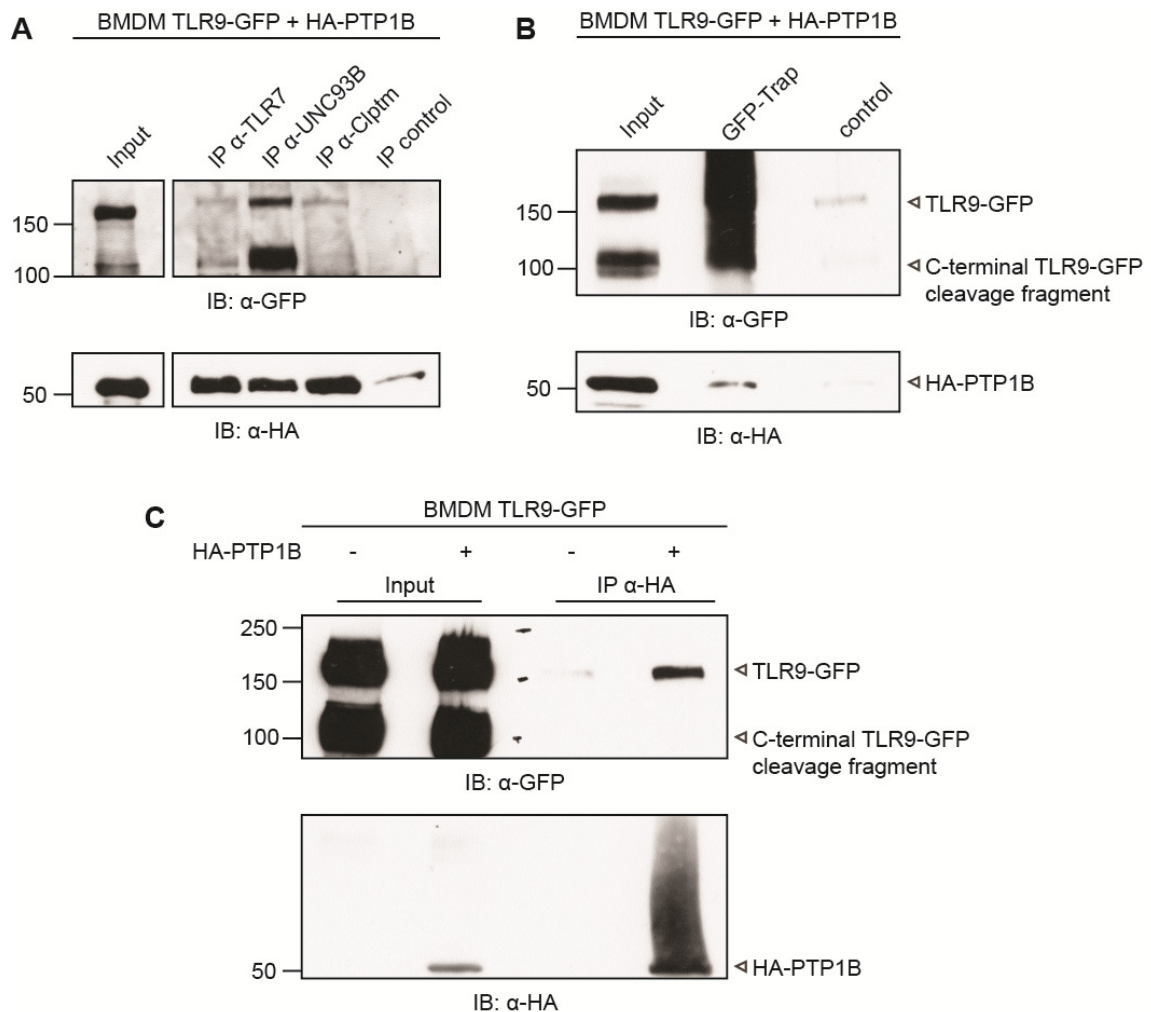 A
BMDM TLR9-GFP + HA-PTP1B
Input
IP α-TLR7
IP α-UNC93B
IP α-Clptm
IP control
150
100
IB: α-GFP
50
IB: α-HA
B
BMDM TLR9-GFP + HA-PTP1B
Input
GFP-Trap
control
150
100
TLR9-GFP
C-terminal TLR9-GFP
cleavage fragment
IB: α-GFP
50
HA-PTP1B
IB: α-HA
C
BMDM TLR9-GFP
HA-PTP1B - + - +
Input IP α-HA
250
150
100
TLR9-GFP
C-terminal TLR9-GFP
cleavage fragment
IB: α-GFP
50
HA-PTP1B
IB: α-HA